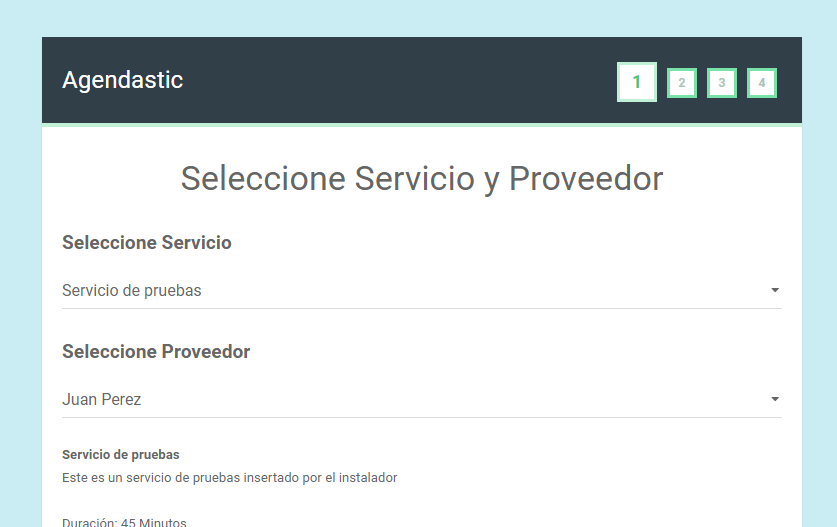 Agendastic
1 2 3 4
Seleccione Servicio y Proveedor
Seleccione Servicio
Servicio de pruebas
Seleccione Proveedor
Juan Perez
Servicio de pruebas
Este es un servicio de pruebas insertado por el instalador
Duración: 45 Minutos